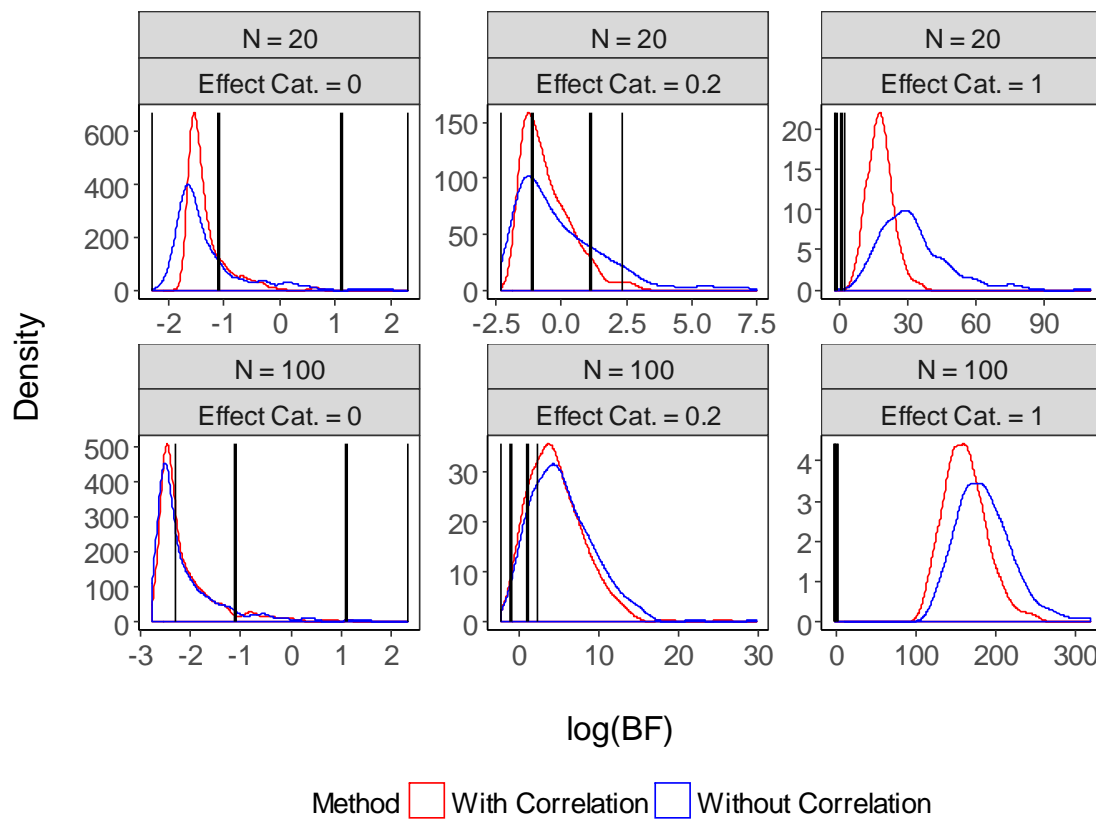 N = 20
Effect Cat. = 0
600
400
200
0
-2 -1 0 1 2
N = 20
Effect Cat. = 0.2
150
100
50
0
-2.5 0.0 2.5 5.0 7.5
N = 20
Effect Cat. = 1
20
15
10
5
0
0 30 60 90
Density
N = 100
Effect Cat. = 0
500
400
300
200
100
0
-3 -2 -1 0 1 2
N = 100
Effect Cat. = 0.2
30
20
10
0
0 10 20 30
N = 100
Effect Cat. = 1
4
3
2
1
0
0 100 200 300
log(BF)
Method With Correlation Without Correlation